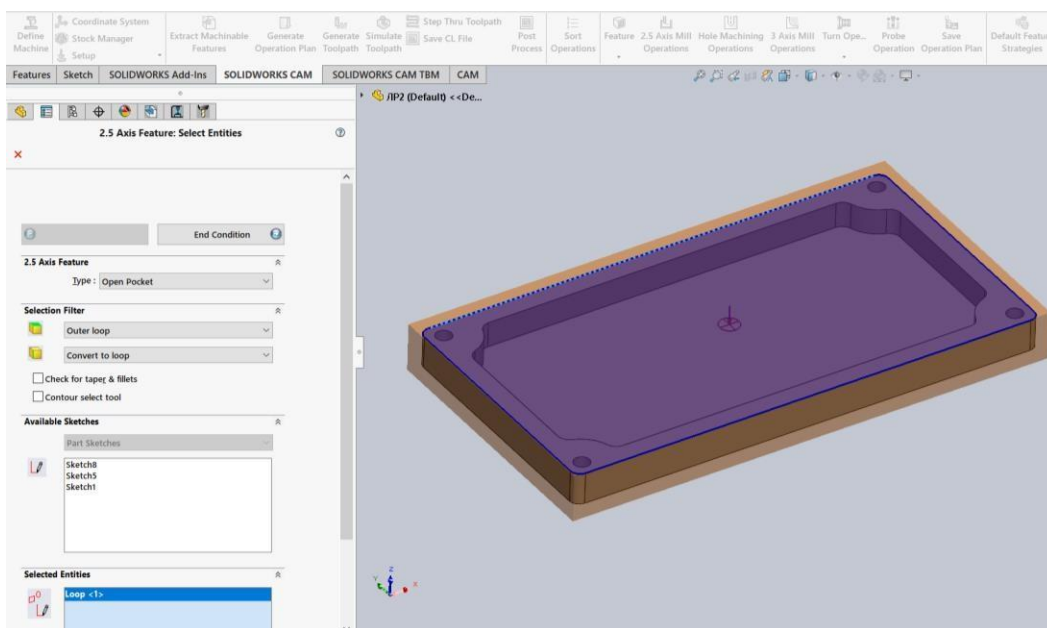 Define Machine
Coordinate System
Stock Manager
Setup
Extract Machinable Features
Generate Operation Plan
Generate Toolpath
Simulate Toolpath
Step Thru Toolpath
Save CL File
Post Process
Sort Operations
Feature
2.5 Axis Mill Operations
Hole Machining Operations
3 Axis Mill Operations
Turn Ope...
Probe Operation
Save Operation Plan
Default Featu
Strategies
Features Sketch SOLIDWORKS Add-Ins SOLIDWORKS CAM SOLIDWORKS CAM TBM CAM
ЛР2 (Default) <<De...
2.5 Axis Feature: Select Entities
End Condition
2.5 Axis Feature
Type : Open Pocket
Selection Filter
Outer loop
Convert to loop
Check for taper & fillets
Contour select tool
Available Sketches
Part Sketches
Sketch8
Sketch5
Sketch1
Selected Entities
Loop <1>
Z
Y
X